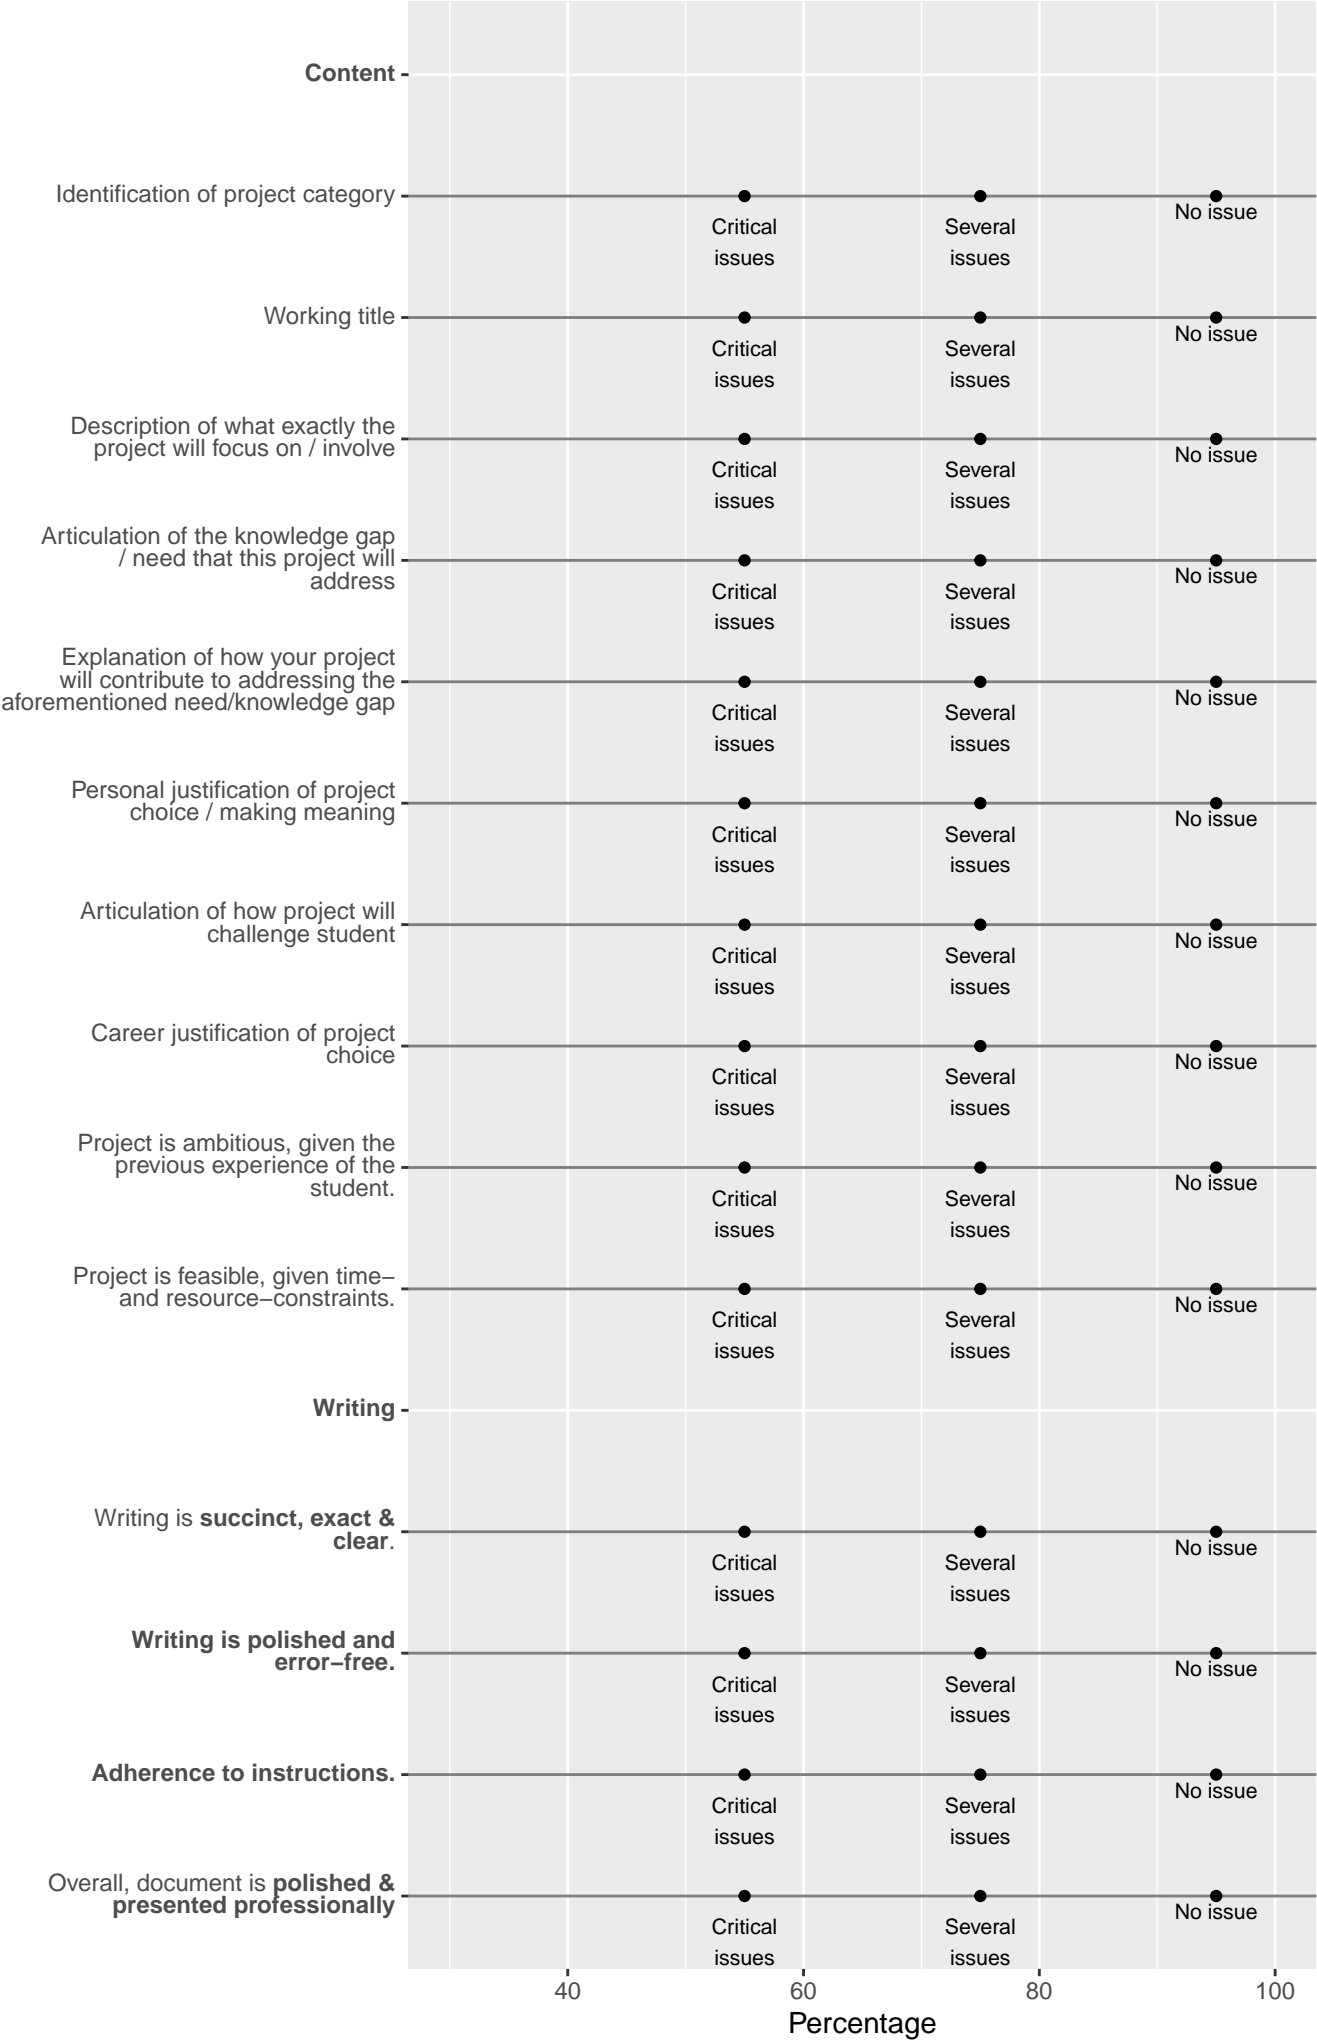 Content
Identification of project category
Critical
issues
Several
issues
No issue
Working title
Critical
issues
Several
issues
No issue
Description of what exactly the
project will focus on / involve
Critical
issues
Several
issues
No issue
Articulation of the knowledge gap
/ need that this project will
address
Critical
issues
Several
issues
No issue
Explanation of how your project
will contribute to addressing the
aforementioned need/knowledge gap
Critical
issues
Several
issues
No issue
Personal justification of project
choice / making meaning
Critical
issues
Several
issues
No issue
Articulation of how project will
challenge student
Critical
issues
Several
issues
No issue
Career justification of project
choice
Critical
issues
Several
issues
No issue
Project is ambitious, given the
previous experience of the
student.
Critical
issues
Several
issues
No issue
Project is feasible, given time−
and resource−constraints.
Critical
issues
Several
issues
No issue
Writing
Writing is succinct, exact &
clear.
Critical
issues
Several
issues
No issue
Writing is polished and
error−free.
Critical
issues
Several
issues
No issue
Adherence to instructions.
Critical
issues
Several
issues
No issue
Overall, document is polished &
presented professionally
Critical
issues
Several
issues
No issue
40 60 80 100
Percentage